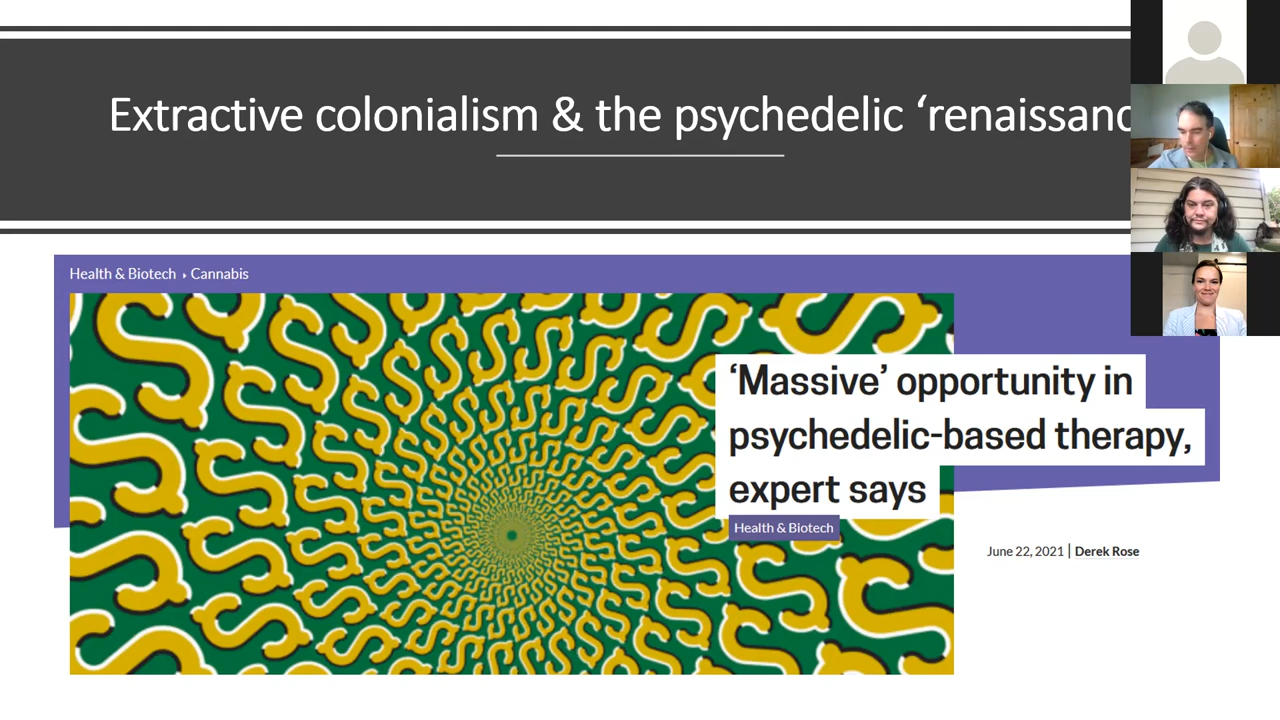 Extractive colonialism & the psychedelic ‘renaissanc
Health & Biotech › Cannabis
‘Massive’ opportunity in
psychedelic-based therapy,
expert says
Health & Biotech
June 22, 2021 | Derek Rose